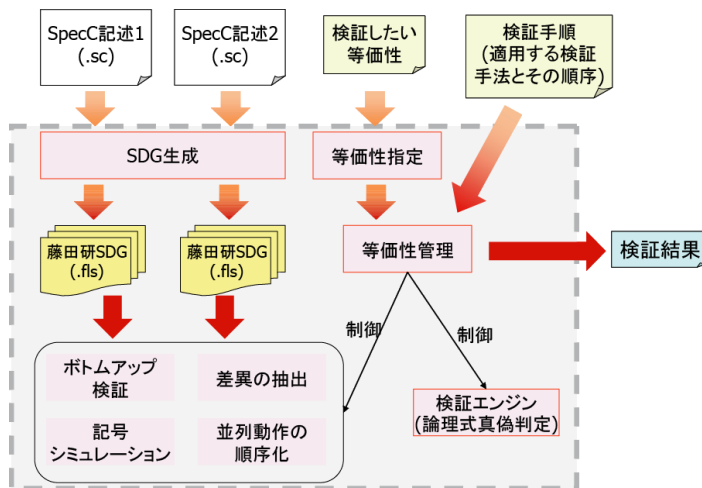 SpecC記述1
(.sc)
SpecC記述2
(.sc)
検証したい
等価性
検証手順
(適用する検証
手法とその順序)
SDG生成
等価性指定
藤田研SDG
(.fls)
藤田研SDG
(.fls)
等価性管理
検証結果
制御
制御
ボトムアップ
検証
差異の抽出
記号
シミュレーション
並列動作の
順序化
検証エンジン
(論理式真偽判定)